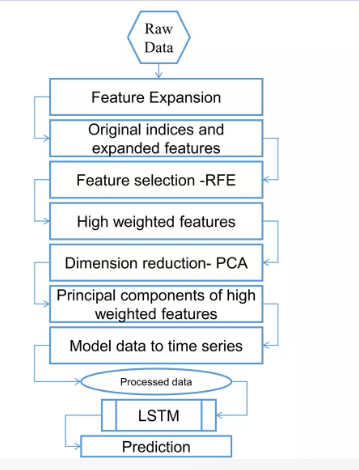 Raw
Data
Feature Expansion
Original indices and
expanded features
Feature selection -RFE
High weighted features
Dimension reduction- PCA
Principal components of high
weighted features
Model data to time series
Processed data
LSTM
Prediction